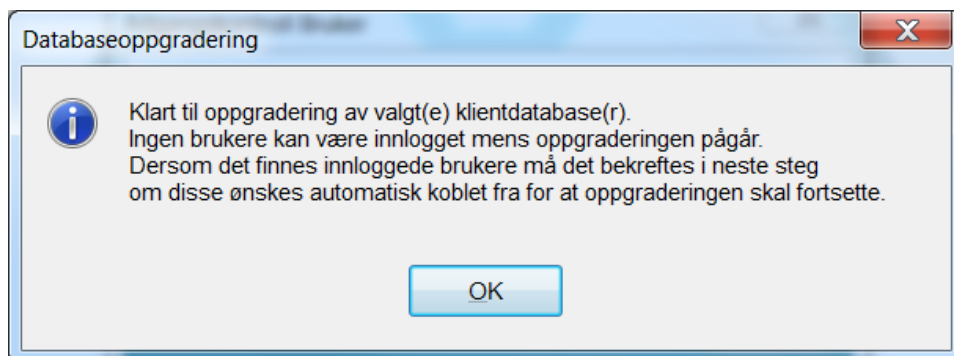 Bruker
Databaseoppgradering
Klart til oppgradering av valgt(e) klientdatabase(r).
Ingen brukere kan være innlogget mens oppgraderingen pågår.
Dersom det finnes innloggede brukere må det bekreftes i neste steg
om disse ønskes automatisk koblet fra for at oppgraderingen skal fortsette.
OK